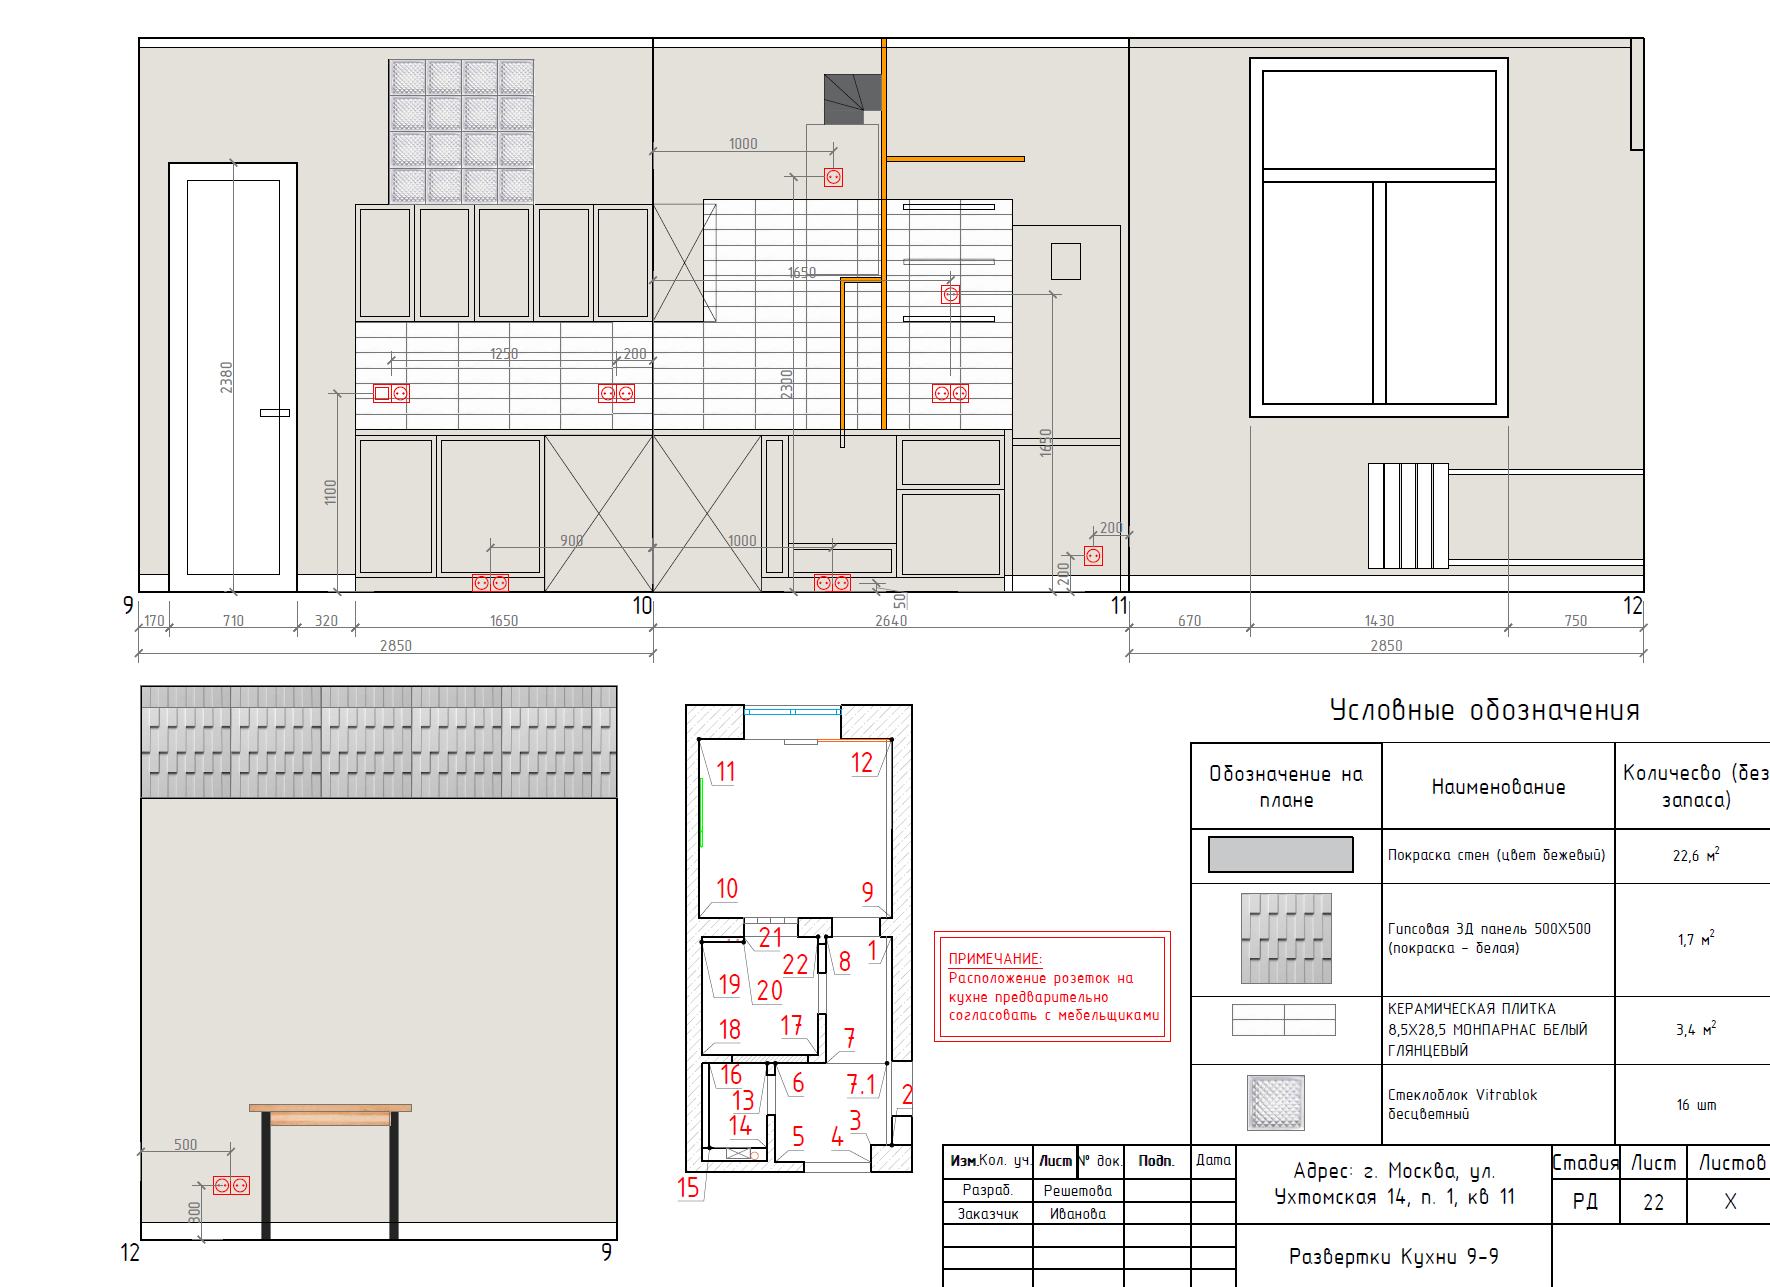 1000
1650
1250
200
2380
2300
1100
1650
900
1000
200
200
50
9
10
11
12
170
710
320
1650
2640
670
1430
750
2850
2850
500
300
12
9
11
12
10
9
21
22
8
1
19
20
18
17
7
16
6
7.1
13
2
14
3
5
4
15
ПРИМЕЧАНИЕ:
Расположение розеток на
кухне предварительно
согласовать с мебельщиками
Условные обозначения
Обозначение на
плане
Наименование
Количесво (без
запаса)
Покраска стен (цвет бежевый)
22,6 м²
Гипсовая 3Д панель 500Х500
(покраска - белая)
1,7 м²
КЕРАМИЧЕСКАЯ ПЛИТКА
8,5Х28,5 МОНПАРНАС БЕЛЫЙ
ГЛЯНЦЕВЫЙ
3,4 м²
Стеклоблок Vitrablok
бесцветный
16 шт
Изм. Кол. уч. Лист № док. Подп. Дата
Разраб. Решетова
Заказчик Иванова
Адрес: г. Москва, ул.
Ухтомская 14, п. 1, кв 11
Стадия Лист Листов
РД 22 X
Развертки Кухни 9-9